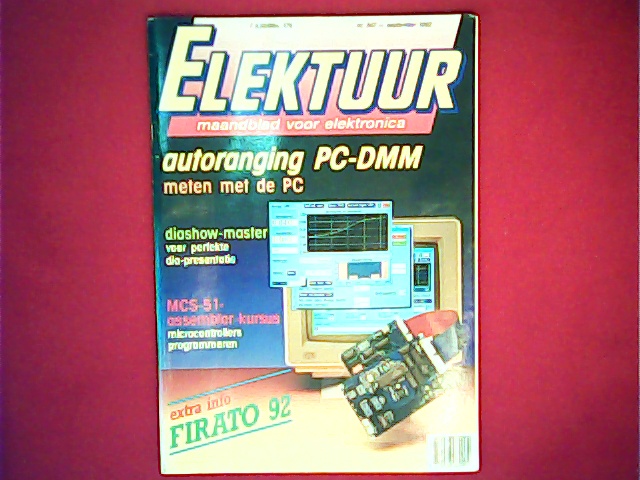 ELEKTUUR
maandblad voor elektronica
autoranging PC-DMM
meten met de PC
diashow-master
voor perfekte
dia-presentatie
MCS-51-
assembler-kursus
microcontrollers
programmeren
extra info
FIRATO 92